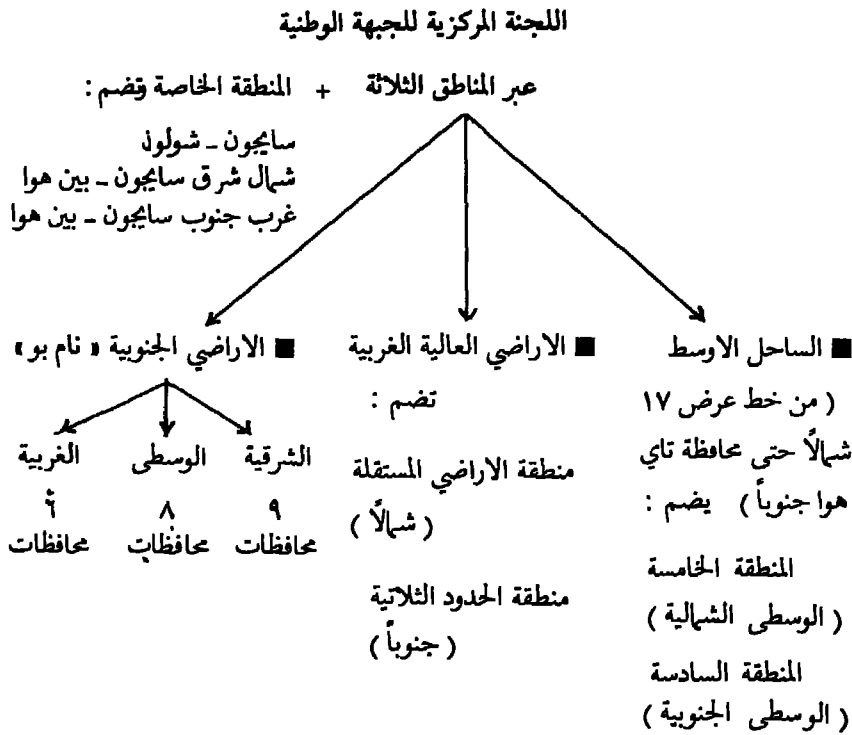 اللجنة المركزية للجبهة الوطنية
عبر المناطق الثلاثة + المنطقة الخاصة وتضم :
سايجون ـ شولون
شمال شرق سايجون ـ بين هوا
غرب جنوب سايجون ـ بين هوا
■ الساحل الاوسط
( من خط عرض ١٧
شمالاً حتى محافظة تاي
هوا جنوباً ) يضم :
المنطقة الخامسة
( الوسطى الشمالية )
المنطقة السادسة
( الوسطى الجنوبية )
■ الاراضي العالية الغربية
تضم :
منطقة الاراضي المستقلة
( شمالاً )
منطقة الحدود الثلاتية
( جنوباً )
■ الاراضي الجنوبية « نام بو »
الشرقية الوسطى الغربية
٩ ٨ ٦
محافظات محافظات محافظات